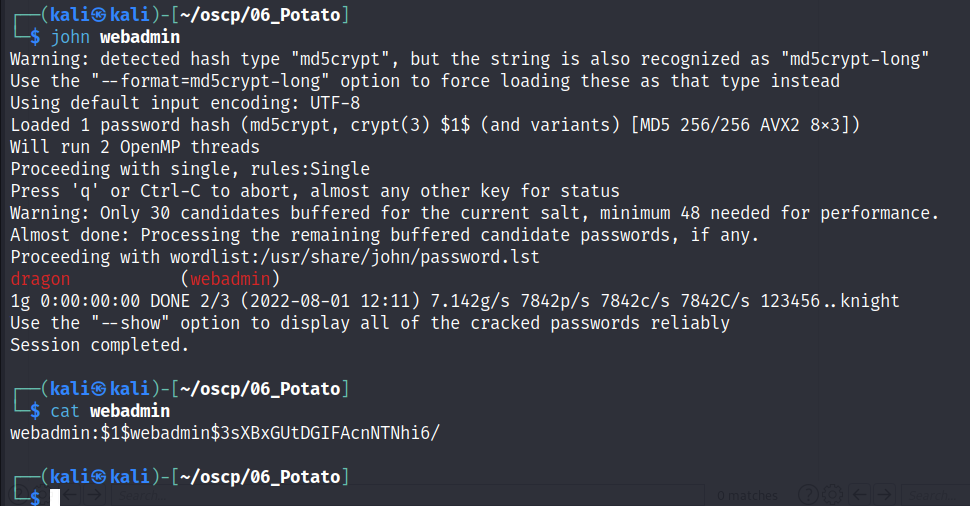 ┌──(kali㉿kali)-[~/oscp/06_Potato]
└─$ john webadmin
Warning: detected hash type "md5crypt", but the string is also recognized as "md5crypt-long"
Use the "--format=md5crypt-long" option to force loading these as that type instead
Using default input encoding: UTF-8
Loaded 1 password hash (md5crypt, crypt(3) $1$ (and variants) [MD5 256/256 AVX2 8×3])
Will run 2 OpenMP threads
Proceeding with single, rules:Single
Press 'q' or Ctrl-C to abort, almost any other key for status
Warning: Only 30 candidates buffered for the current salt, minimum 48 needed for performance.
Almost done: Processing the remaining buffered candidate passwords, if any.
Proceeding with wordlist:/usr/share/john/password.lst
dragon           (webadmin)
1g 0:00:00:00 DONE 2/3 (2022-08-01 12:11) 7.142g/s 7842p/s 7842c/s 7842C/s 123456..knight
Use the "--show" option to display all of the cracked passwords reliably
Session completed.
┌──(kali㉿kali)-[~/oscp/06_Potato]
└─$ cat webadmin
webadmin:$1$webadmin$3sXBxGUtDGIFAcnNTNhi6/
┌──(kali㉿kali)-[~/oscp/06_Potato]
└─$
Search... 0 matches Search...